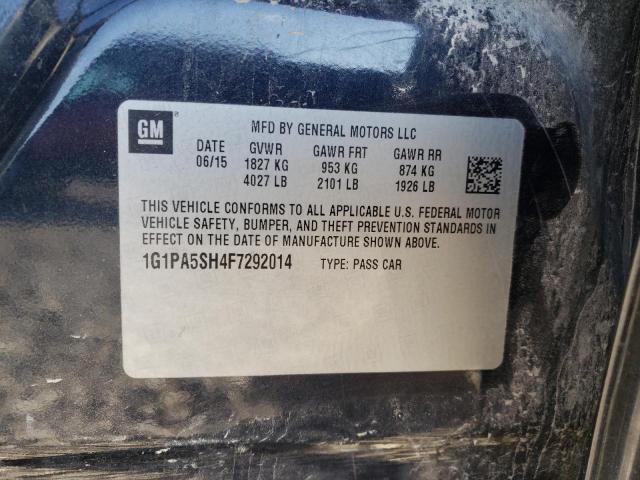 GM ®
MFD BY GENERAL MOTORS LLC
DATE GVWR GAWR FRT GAWR RR
06/15 1827 KG 953 KG 874 KG
4027 LB 2101 LB 1926 LB
THIS VEHICLE CONFORMS TO ALL APPLICABLE U.S. FEDERAL MOTOR
VEHICLE SAFETY, BUMPER, AND THEFT PREVENTION STANDARDS IN
EFFECT ON THE DATE OF MANUFACTURE SHOWN ABOVE.
1G1PA5SH4F7292014 TYPE: PASS CAR